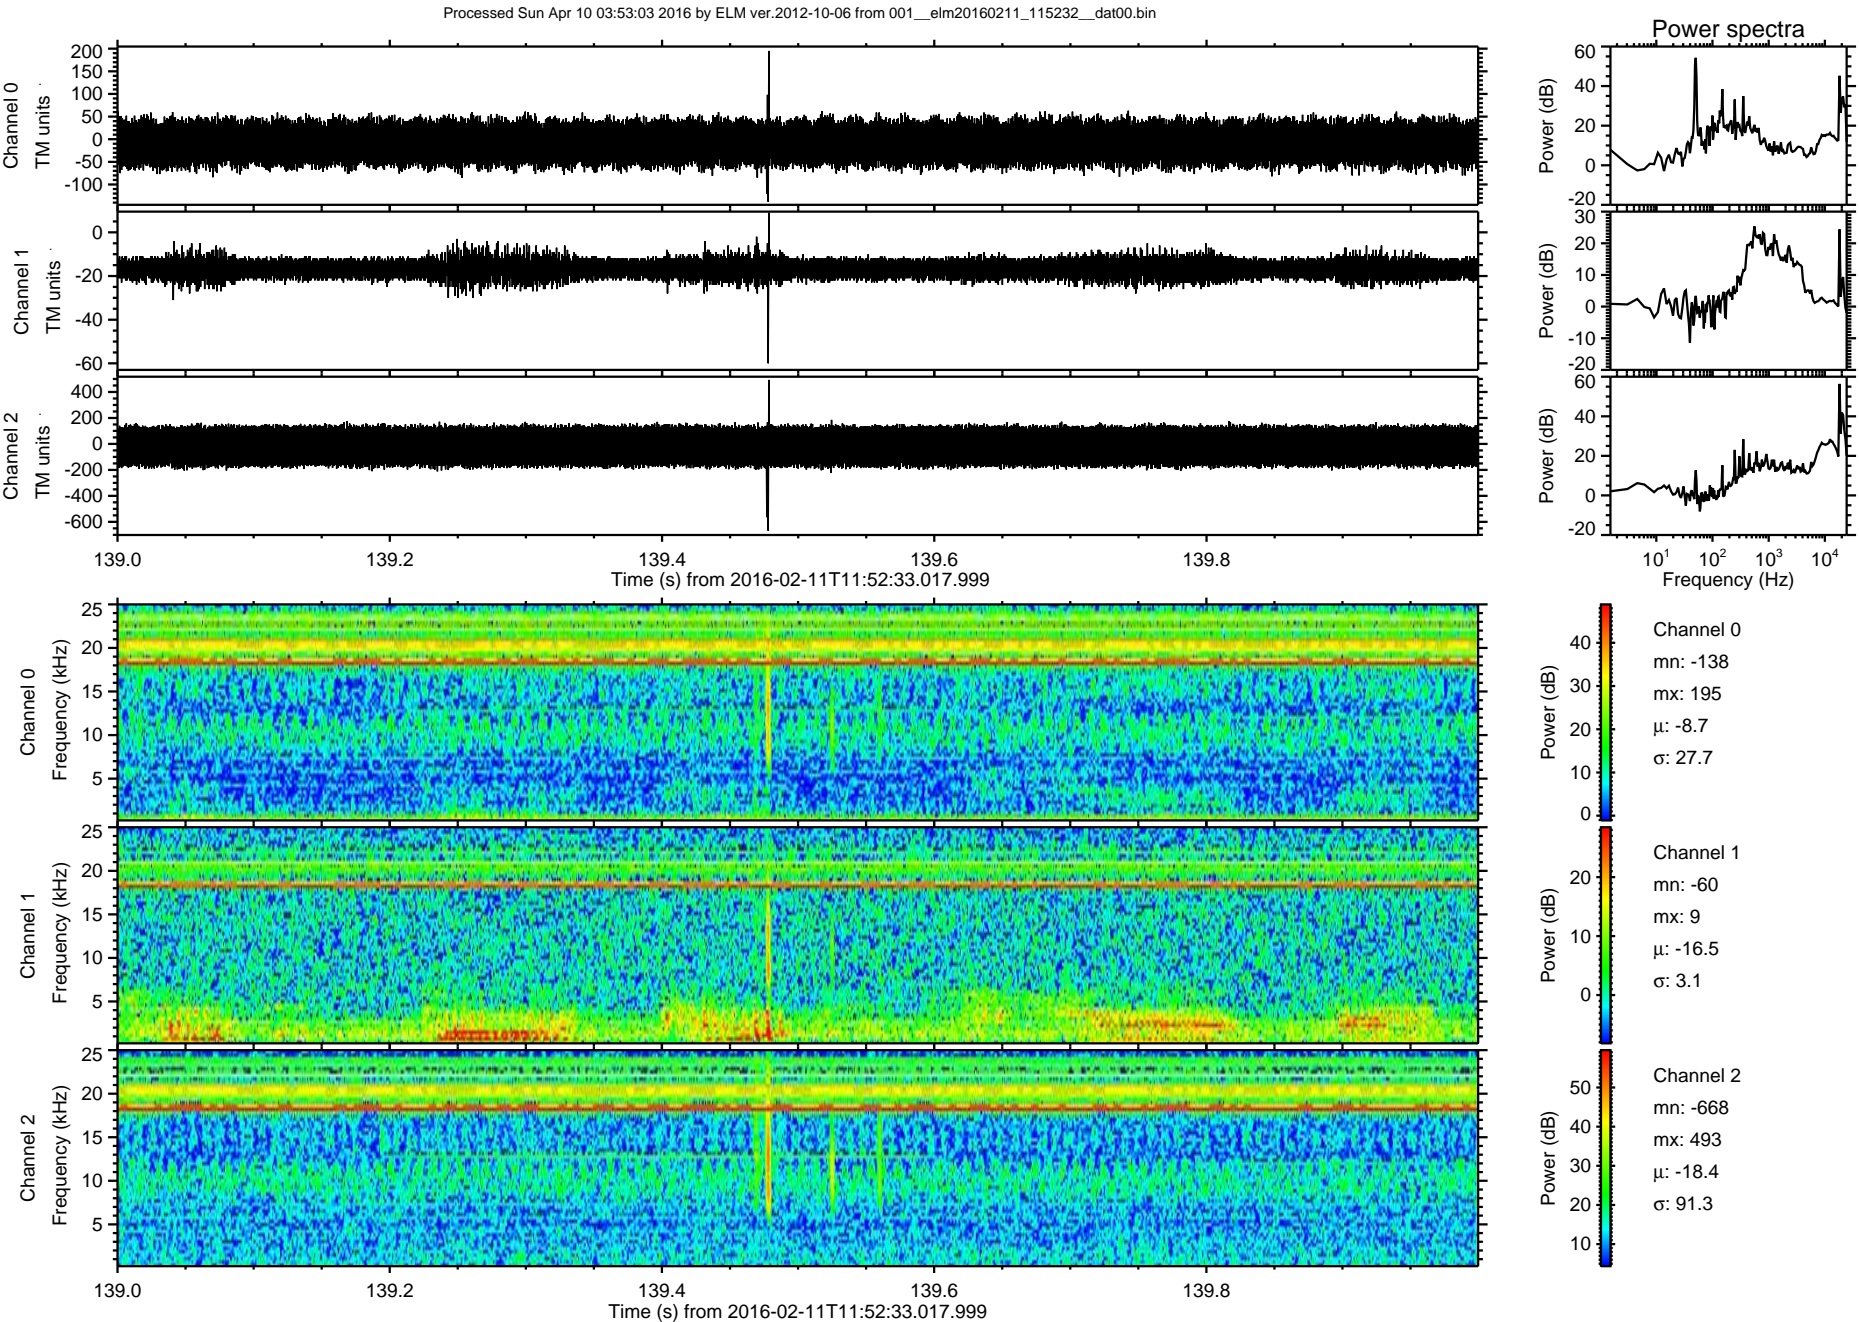 Processed Sun Apr 10 03:53:03 2016 by ELM ver.2012-10-06 from 001__elm20160211_115232__dat00.bin
Power spectra
Channel 0
TM units
200
150
100
50
0
-50
-100
Power (dB)
60
40
20
0
-20
Channel 1
TM units
0
-20
-40
-60
Power (dB)
30
20
10
0
-10
-20
Channel 2
TM units
400
200
0
-200
-400
-600
Power (dB)
60
40
20
0
-20
139.0 139.2 139.4 139.6 139.8
Time (s) from 2016-02-11T11:52:33.017.999
10^1 10^2 10^3 10^4
Frequency (Hz)
Channel 0
Frequency (kHz)
25
20
15
10
5
Power (dB)
40
30
20
10
0
Channel 0
mn: -138
mx: 195
μ: -8.7
σ: 27.7
Channel 1
Frequency (kHz)
25
20
15
10
5
Power (dB)
20
10
0
Channel 1
mn: -60
mx: 9
μ: -16.5
σ: 3.1
Channel 2
Frequency (kHz)
25
20
15
10
5
Power (dB)
50
40
30
20
10
Channel 2
mn: -668
mx: 493
μ: -18.4
σ: 91.3
139.0 139.2 139.4 139.6 139.8
Time (s) from 2016-02-11T11:52:33.017.999